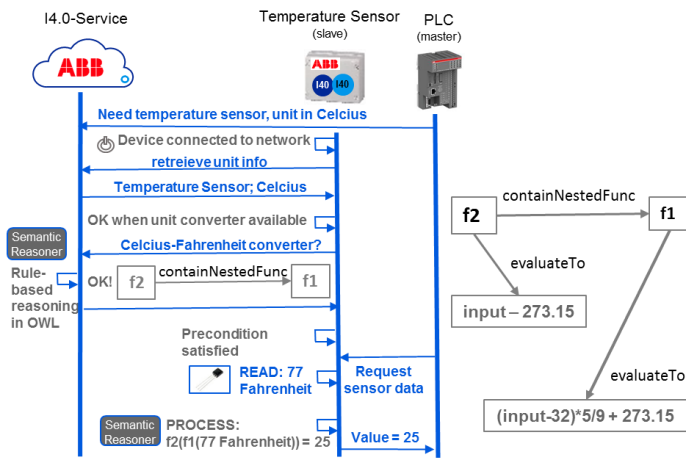 I4.0-Service
Temperature Sensor
(slave)
PLC
(master)
ABB
ABB
I40 I40
Need temperature sensor, unit in Celcius
Device connected to network
retreieve unit info
Temperature Sensor; Celcius
OK when unit converter available
Celcius-Fahrenheit converter?
Semantic
Reasoner
Rule-
based
reasoning
in OWL
OK!
f2
containNestedFunc
f1
Precondition
satisfied
READ: 77
Fahrenheit
Request
sensor data
Semantic
Reasoner
PROCESS:
f2(f1(77 Fahrenheit)) = 25
Value = 25
f2
containNestedFunc
f1
evaluateTo
input – 273.15
evaluateTo
(input-32)*5/9 + 273.15